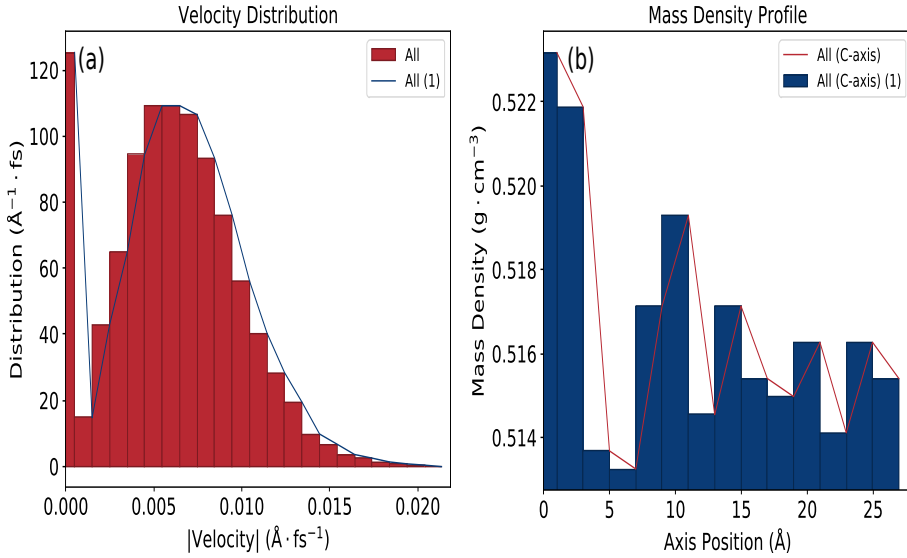 Velocity Distribution
(a)
All
All (1)
120
100
80
60
40
20
0
Distribution (Å⁻¹ · fs)
0.000
0.005
0.010
0.015
0.020
|Velocity| (Å · fs⁻¹)
Mass Density Profile
(b)
All (C-axis)
All (C-axis) (1)
0.522
0.520
0.518
0.516
0.514
Mass Density (g · cm⁻³)
0
5
10
15
20
25
Axis Position (Å)